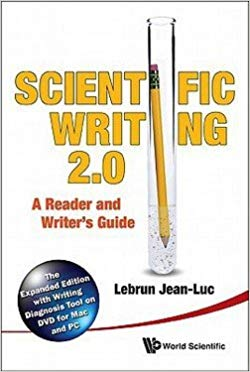 SCIENTIFIC
WRITING
2.0
A Reader and
Writer's Guide
The
Expanded Edition
with Writing
Diagnosis Tool on
DVD for Mac
and PC
Lebrun Jean-Luc
World Scientific